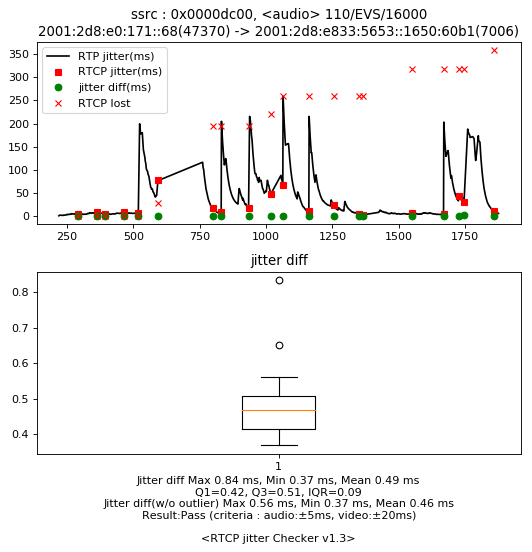 ssrc : 0x0000dc00, <audio> 110/EVS/16000
2001:2d8:e0:171::68(47370) -> 2001:2d8:e833:5653::1650:60b1(7006)
RTP jitter(ms)
RTCP jitter(ms)
jitter diff(ms)
RTCP lost
350
300
250
200
150
100
50
0
250 500 750 1000 1250 1500 1750
jitter diff
0.8
0.7
0.6
0.5
0.4
1
Jitter diff Max 0.84 ms, Min 0.37 ms, Mean 0.49 ms
Q1=0.42, Q3=0.51, IQR=0.09
Jitter diff(w/o outlier) Max 0.56 ms, Min 0.37 ms, Mean 0.46 ms
Result:Pass (criteria : audio:±5ms, video:±20ms)
<RTCP jitter Checker v1.3>